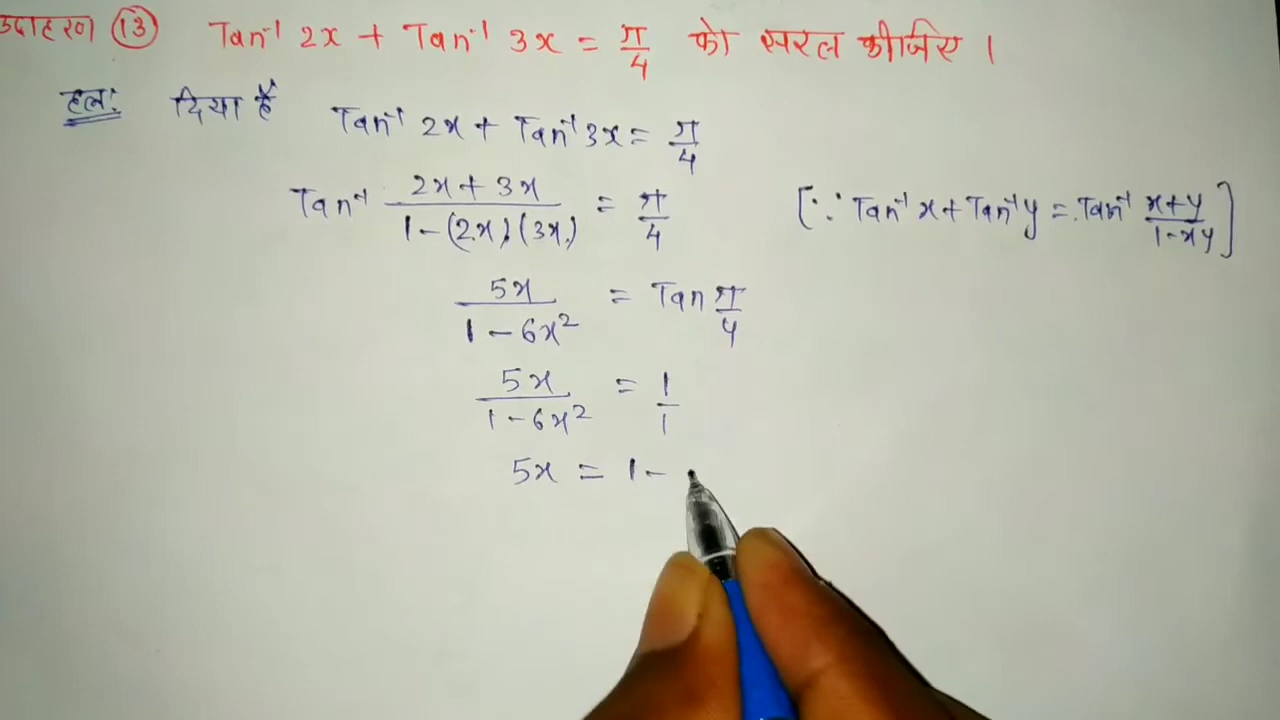 उदाहरण (13) Tan⁻¹ 2x + Tan⁻¹ 3x = π/4 को सरल कीजिए ।
हल: दिया है Tan⁻¹ 2x + Tan⁻¹ 3x = π/4
Tan⁻¹ (2x + 3x)/(1 - (2x)(3x)) = π/4 [∵ Tan⁻¹ x + Tan⁻¹ y = Tan⁻¹ (x+y)/(1-xy)]
5x/(1 - 6x²) = Tan π/4
5x/(1 - 6x²) = 1/1
5x = 1 -